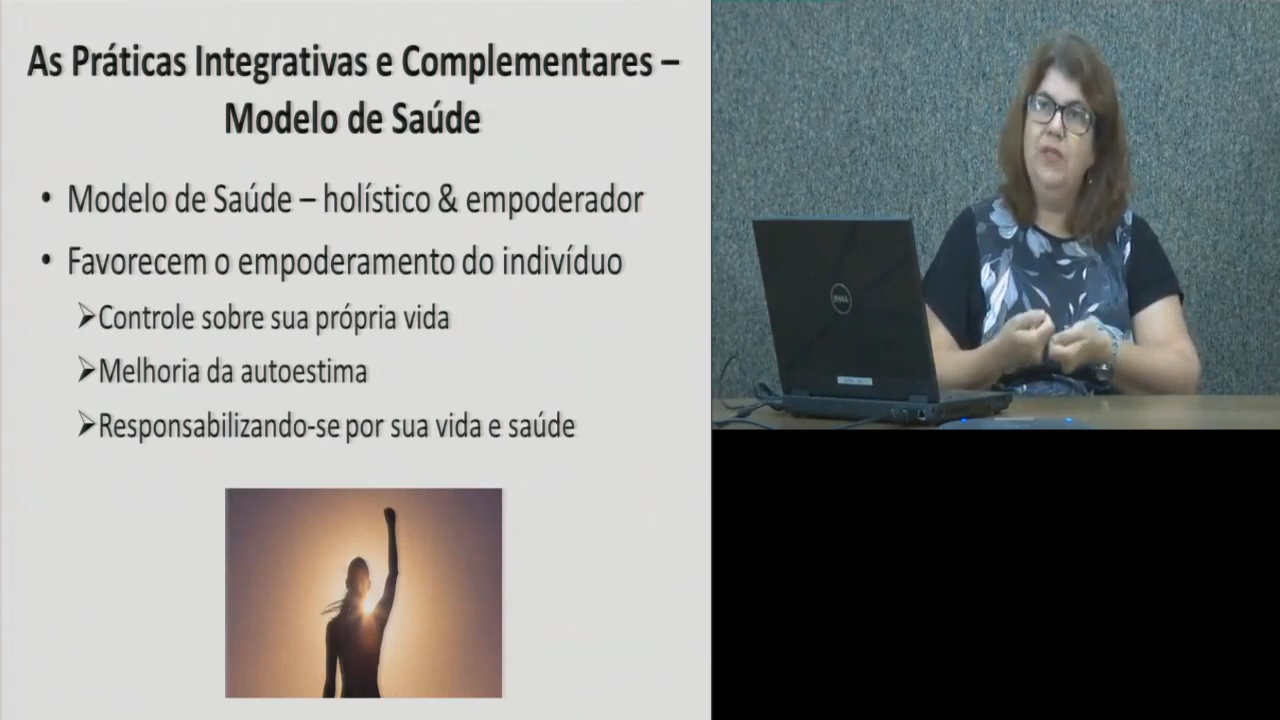 As Práticas Integrativas e Complementares –
Modelo de Saúde
• Modelo de Saúde – holístico & empoderador
• Favorecem o empoderamento do indivíduo
➢Controle sobre sua própria vida
➢Melhoria da autoestima
➢Responsabilizando-se por sua vida e saúde
DELL